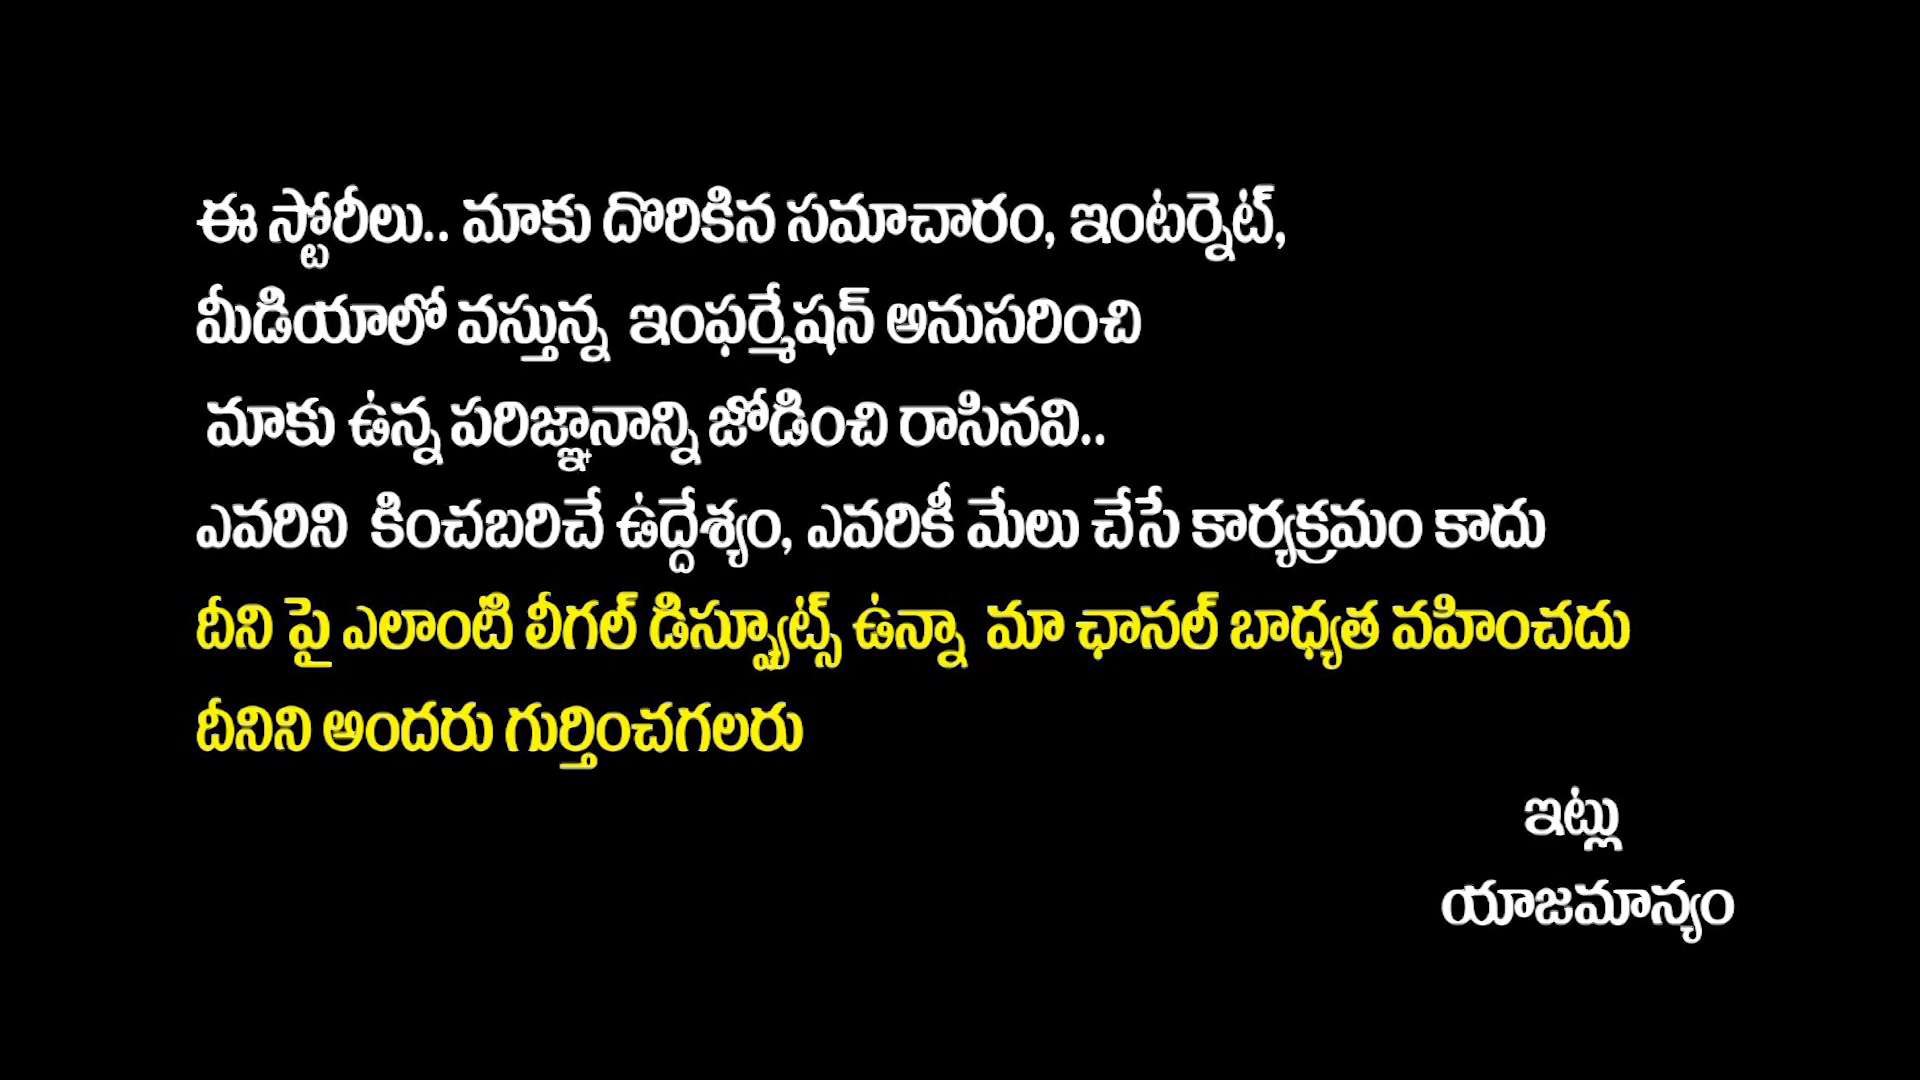 ఈ స్టోరీలు.. మాకు దొరికిన సమాచారం, ఇంటర్నెట్,
మీడియాలో వస్తున్న ఇంఫర్మేషన్ అనుసరించి
మాకు ఉన్న పరిజ్ఞానాన్ని జోడించి రాసినవి..
ఎవరిని కించబరిచే ఉద్దేశ్యం, ఎవరికీ మేలు చేసే కార్యక్రమం కాదు
దీని పై ఎలాంటి లీగల్ డిస్ప్యూట్స్ ఉన్నా మా ఛానల్ బాధ్యత వహించదు
దీనిని అందరు గుర్తించగలరు
ఇట్లు
యాజమాన్యం